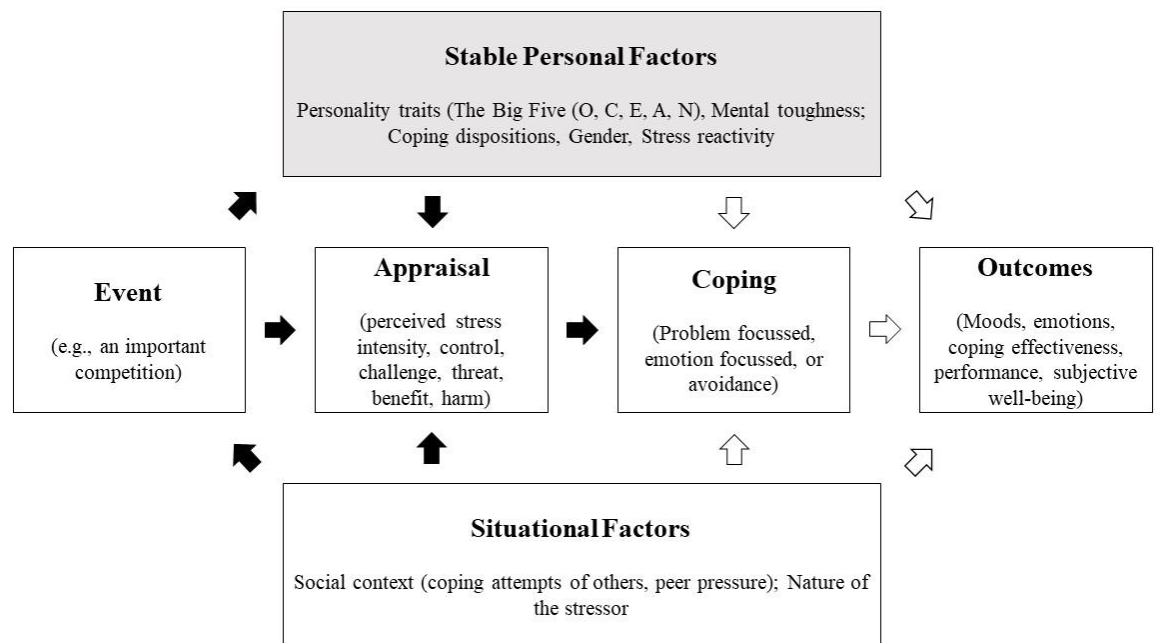 Stable Personal Factors
Personality traits (The Big Five (O, C, E, A, N), Mental toughness;
Coping dispositions, Gender, Stress reactivity
Event
(e.g., an important
competition)
Appraisal
(perceived stress
intensity, control,
challenge, threat,
benefit, harm)
Coping
(Problem focussed,
emotion focussed, or
avoidance)
Outcomes
(Moods, emotions,
coping effectiveness,
performance, subjective
well-being)
Situational Factors
Social context (coping attempts of others, peer pressure); Nature of
the stressor